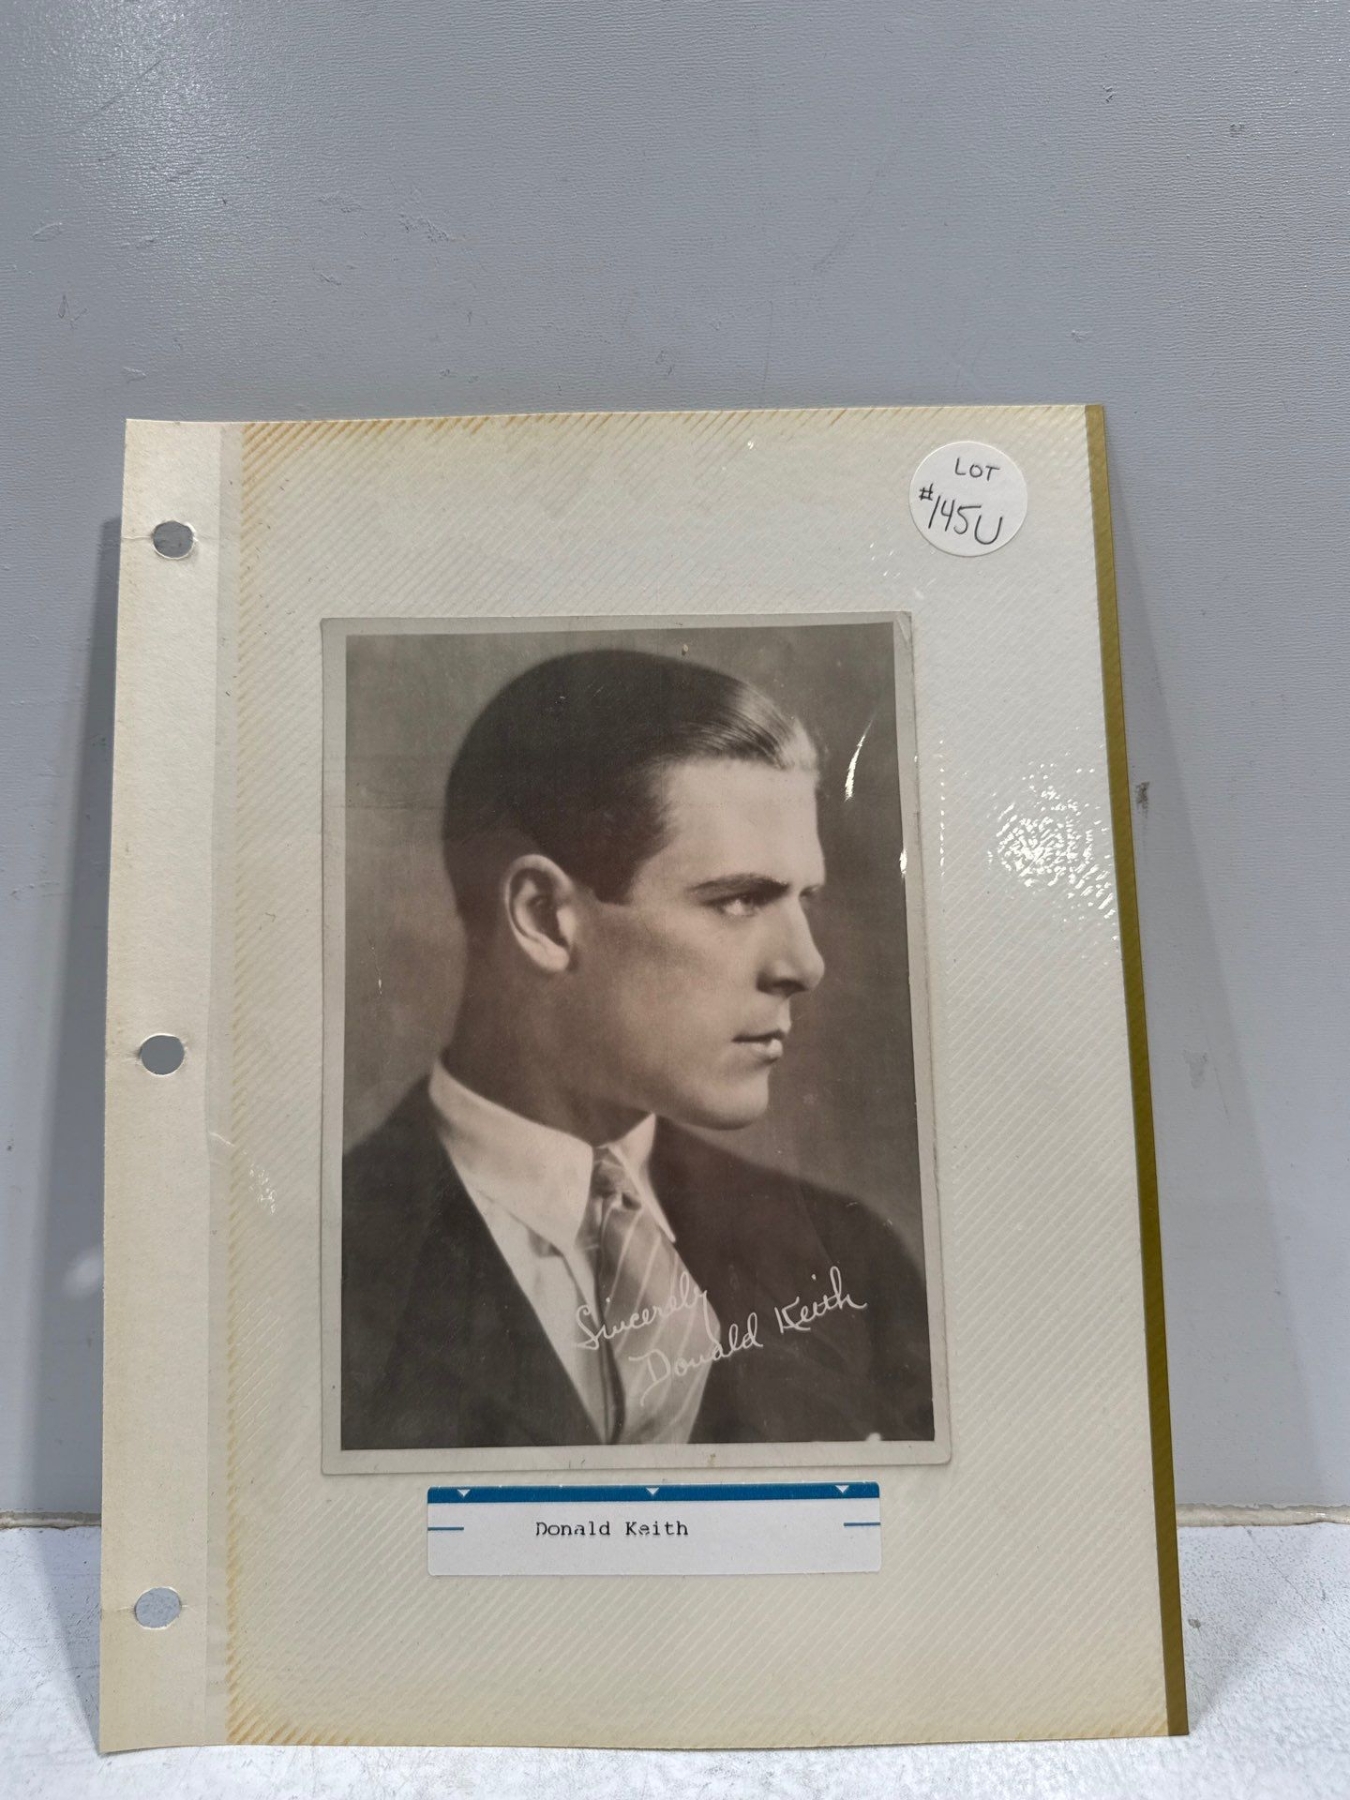 LOT
#145U
Sincerely
Donald Keith
Donald Keith